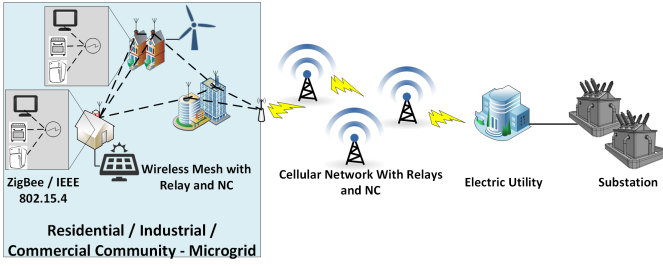 ZigBee / IEEE
802.15.4
Wireless Mesh with
Relay and NC
Residential / Industrial /
Commercial Community - Microgrid
Cellular Network With Relays
and NC
Electric Utility
Substation